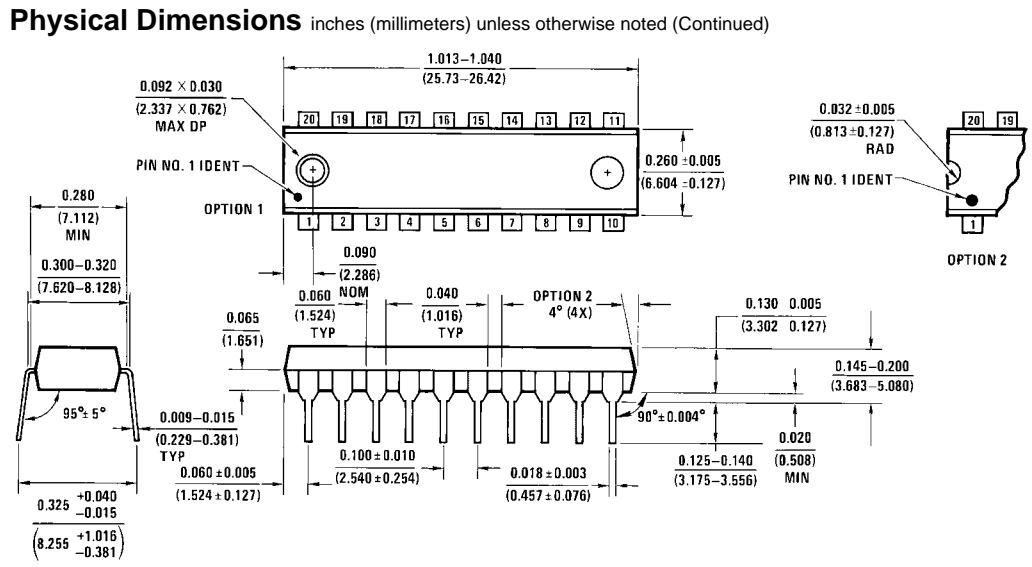 Physical Dimensions inches (millimeters) unless otherwise noted (Continued)
1.013–1.040
(25.73–26.42)
0.092 × 0.030
(2.337 × 0.762)
MAX DP
PIN NO. 1 IDENT
OPTION 1
20 19 18 17 16 15 14 13 12 11
1 2 3 4 5 6 7 8 9 10
0.260 ±0.005
(6.604 ±0.127)
0.032 ±0.005
(0.813 ±0.127)
RAD
PIN NO. 1 IDENT
20 19
1
OPTION 2
0.280
(7.112)
MIN
0.300–0.320
(7.620–8.128)
0.090
(2.286)
NOM
0.065
(1.651)
0.060
(1.524)
TYP
0.040
(1.016)
TYP
OPTION 2
4° (4X)
0.130 0.005
(3.302 0.127)
0.145–0.200
(3.683–5.080)
95° ± 5°
0.009–0.015
(0.229–0.381)
TYP
90° ± 0.004°
0.020
(0.508)
MIN
0.125–0.140
(3.175–3.556)
0.100 ± 0.010
(2.540 ± 0.254)
0.018 ± 0.003
(0.457 ± 0.076)
0.060 ± 0.005
(1.524 ± 0.127)
0.325 +0.040
−0.015
(8.255 +1.016
−0.381)